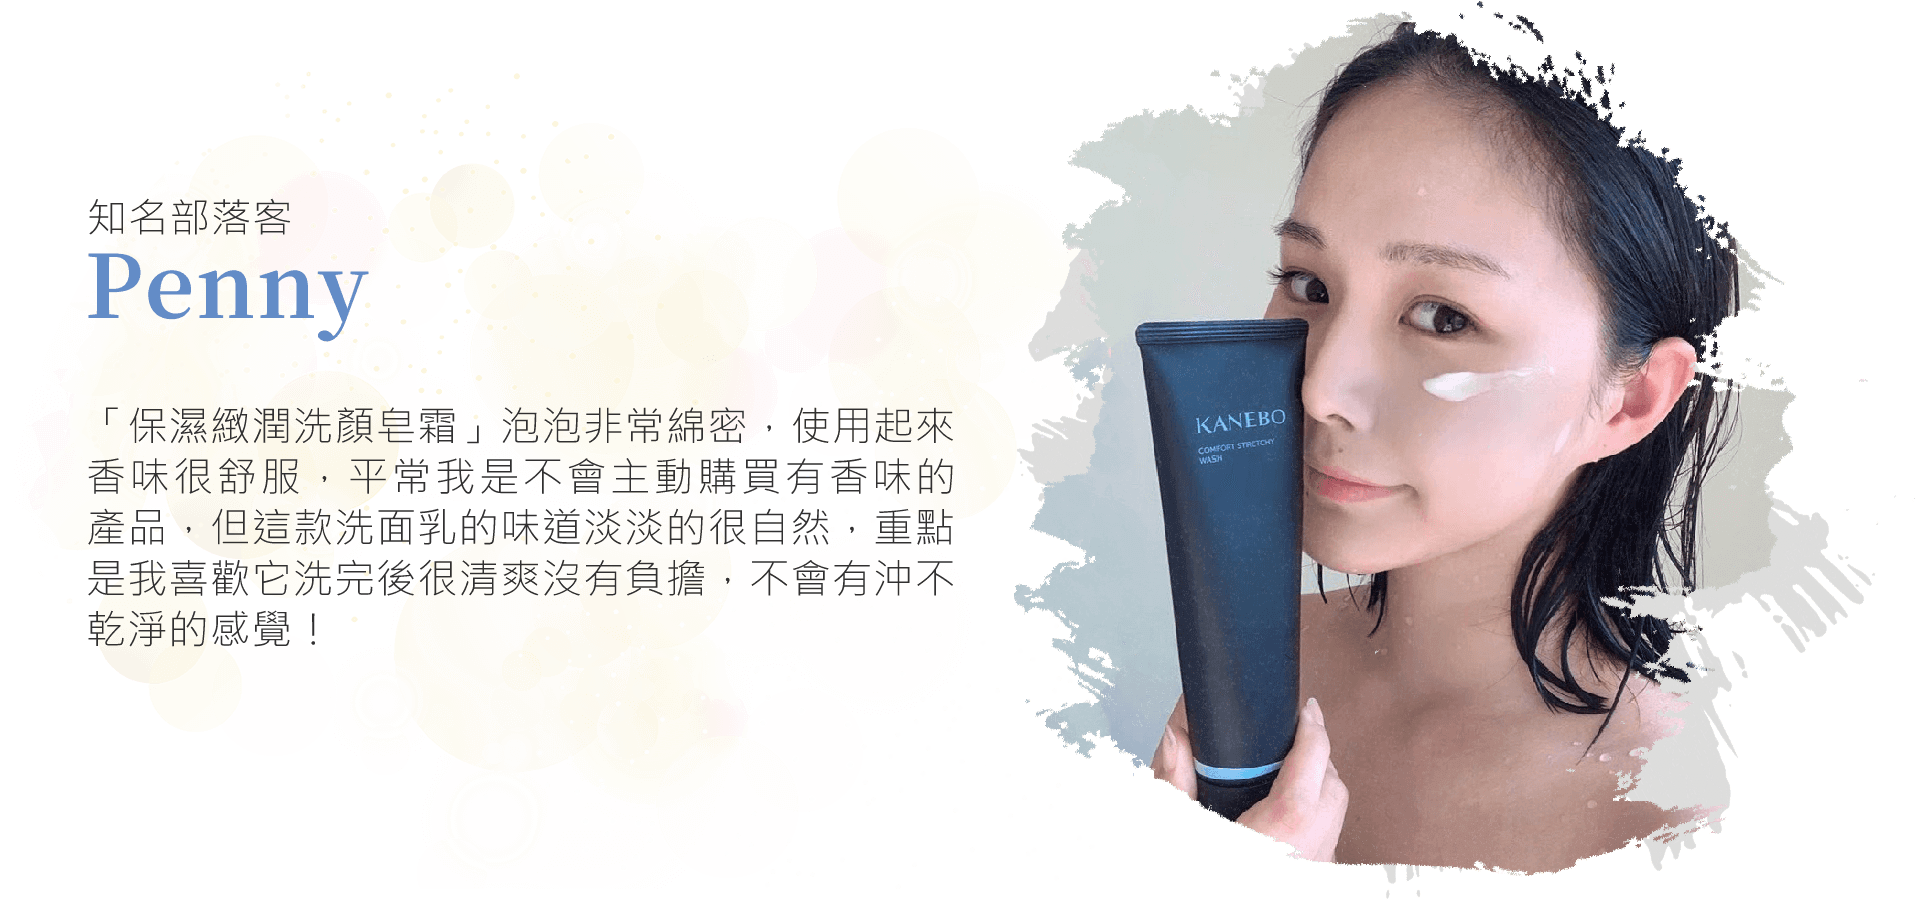 知名部落客
Penny
「保濕緻潤洗顏皂霜」泡泡非常綿密，使用起來
香味很舒服，平常我是不會主動購買有香味的
產品，但這款洗面乳的味道淡淡的很自然，重點
是我喜歡它洗完後很清爽沒有負擔，不會有沖不
乾淨的感覺！
KANEBO
COMFORT STRETCHY
WASH